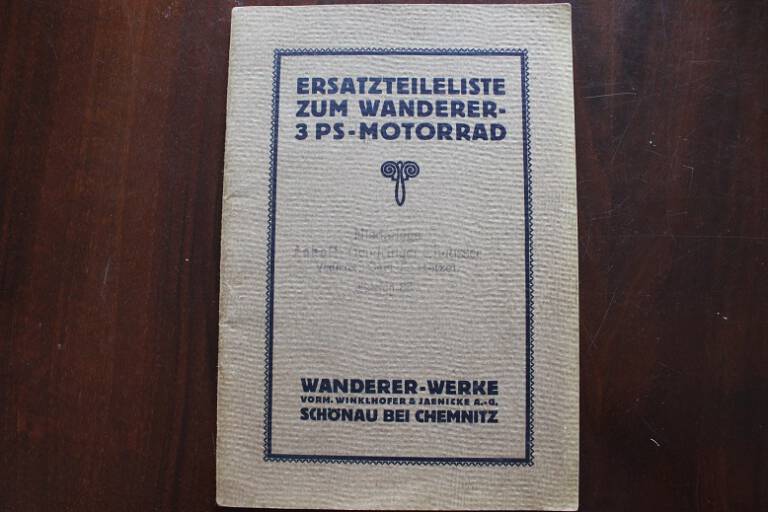 ERSATZTEILELISTE
ZUM WANDERER-
3 PS-MOTORRAD
WANDERER-WERKE
VORM. WINKLHOFER & JAENICKE A.-G.
SCHÖNAU BEI CHEMNITZ